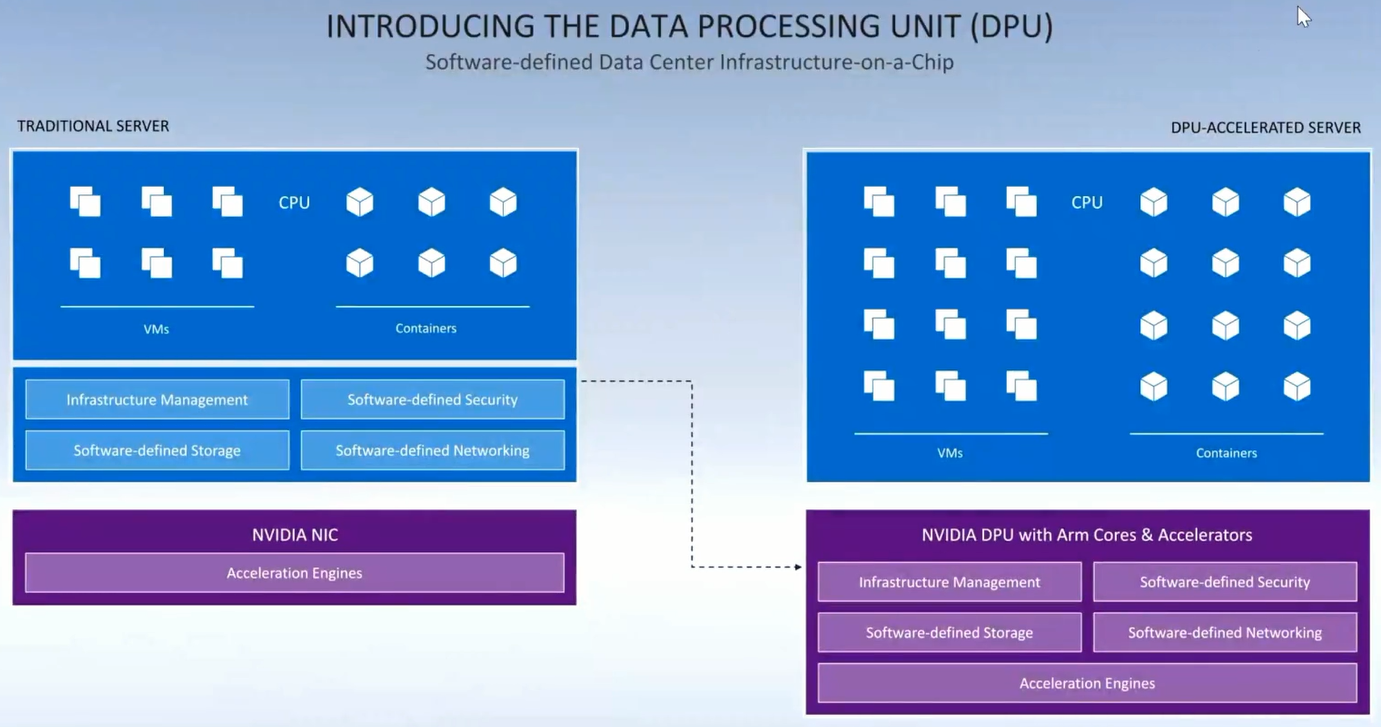 INTRODUCING THE DATA PROCESSING UNIT (DPU)
Software-defined Data Center Infrastructure-on-a-Chip
TRADITIONAL SERVER
CPU
VMs
Containers
Infrastructure Management
Software-defined Security
Software-defined Storage
Software-defined Networking
NVIDIA NIC
Acceleration Engines
DPU-ACCELERATED SERVER
CPU
VMs
Containers
NVIDIA DPU with Arm Cores & Accelerators
Infrastructure Management
Software-defined Security
Software-defined Storage
Software-defined Networking
Acceleration Engines